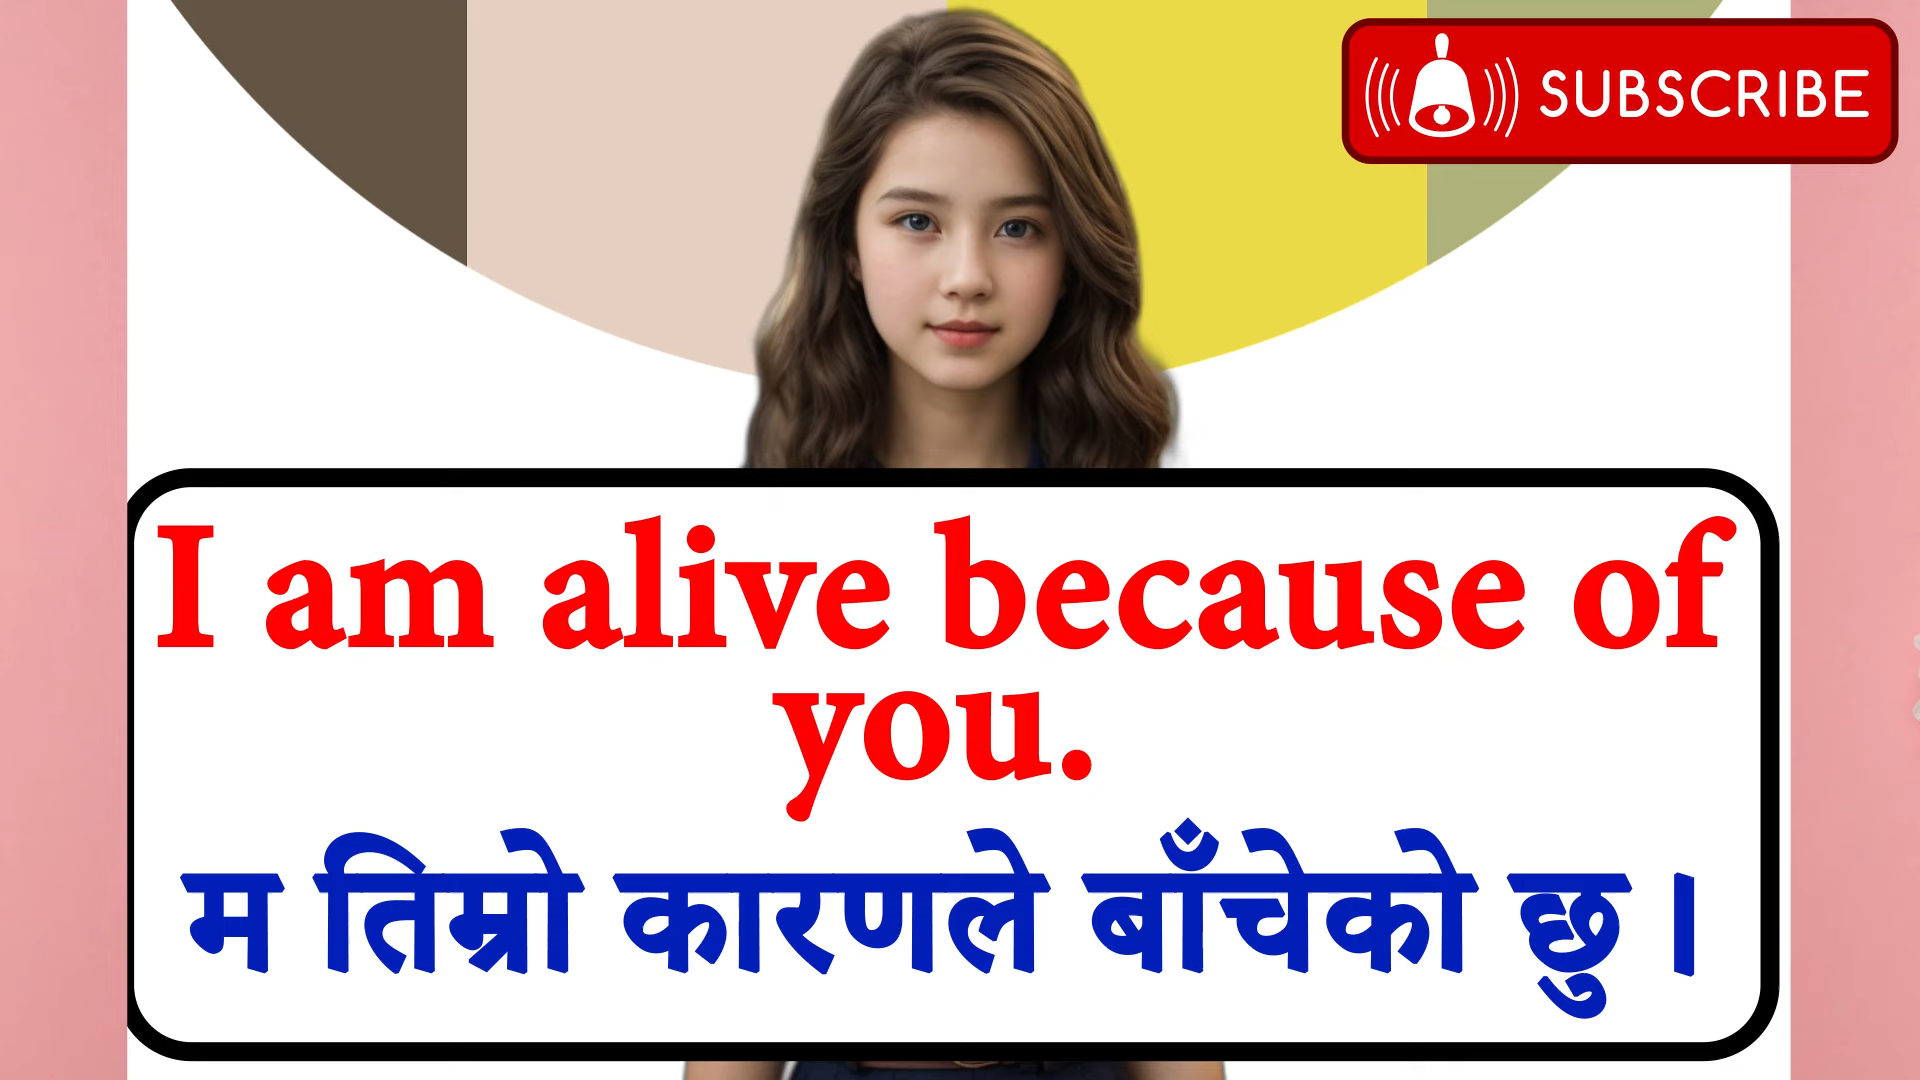 SUBSCRIBE
I am alive because of
you.
म तिम्रो कारणले बाँचेको छु ।